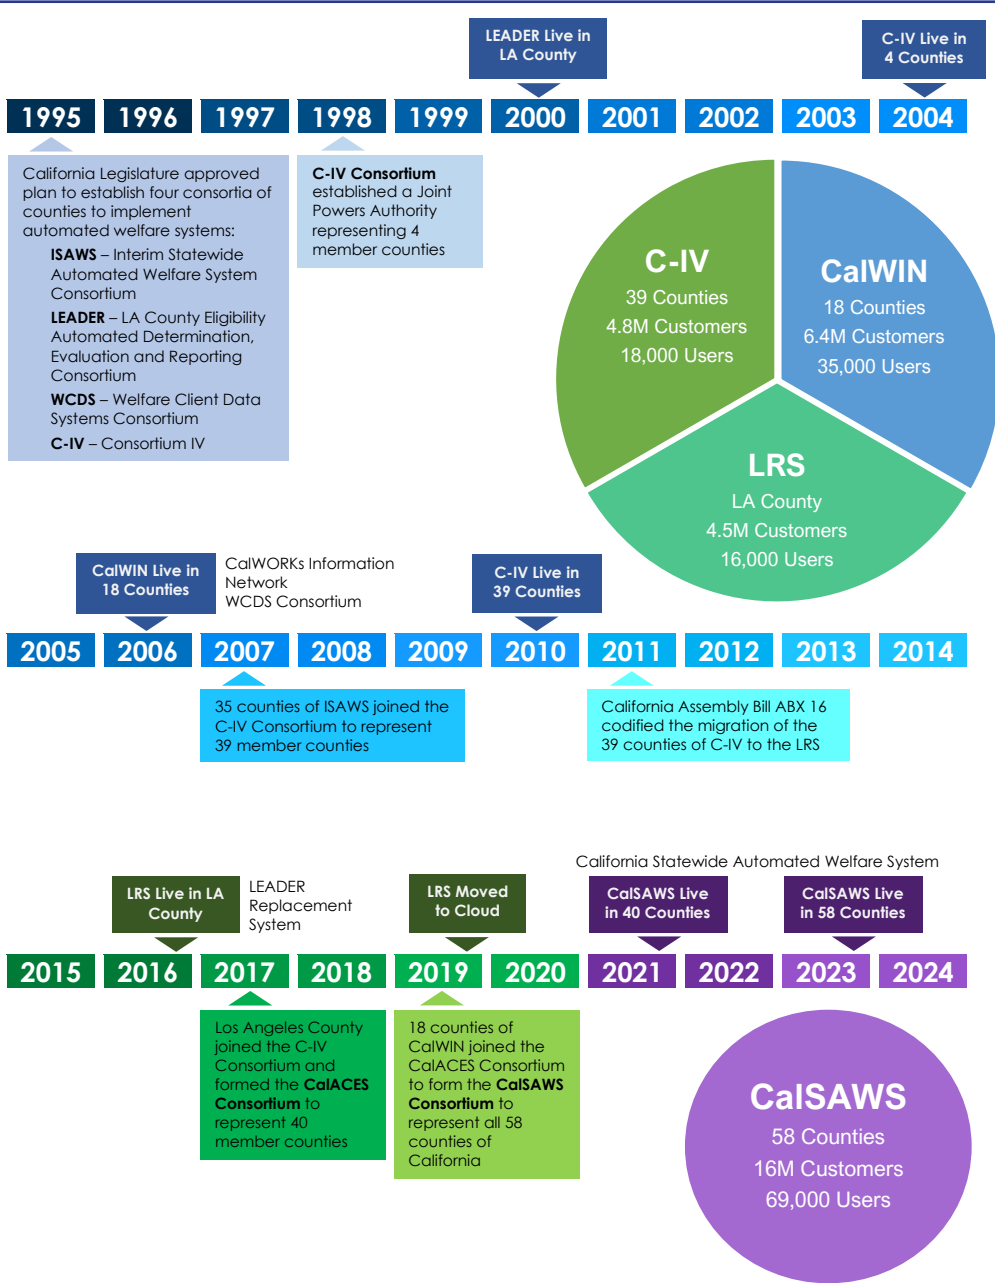 LEADER Live in
LA County
C-IV Live in
4 Counties
1995 1996 1997 1998 1999 2000 2001 2002 2003 2004
California Legislature approved
plan to establish four consortia of
counties to implement
automated welfare systems:
ISAWS – Interim Statewide
Automated Welfare System
Consortium
LEADER – LA County Eligibility
Automated Determination,
Evaluation and Reporting
Consortium
WCDS – Welfare Client Data
Systems Consortium
C-IV – Consortium IV
C-IV Consortium
established a Joint
Powers Authority
representing 4
member counties
C-IV
39 Counties
4.8M Customers
18,000 Users
CalWIN
18 Counties
6.4M Customers
35,000 Users
LRS
LA County
4.5M Customers
16,000 Users
CalWIN Live in
18 Counties
CalWORKs Information
Network
WCDS Consortium
C-IV Live in
39 Counties
2005 2006 2007 2008 2009 2010 2011 2012 2013 2014
35 counties of ISAWS joined the
C-IV Consortium to represent
39 member counties
California Assembly Bill ABX 16
codified the migration of the
39 counties of C-IV to the LRS
California Statewide Automated Welfare System
LRS Live in LA
County
LEADER
Replacement
System
LRS Moved
to Cloud
CalSAWS Live
in 40 Counties
CalSAWS Live
in 58 Counties
2015 2016 2017 2018 2019 2020 2021 2022 2023 2024
Los Angeles County
joined the C-IV
Consortium and
formed the CalACES
Consortium to
represent 40
member counties
18 counties of
CalWIN joined the
CalACES Consortium
to form the CalSAWS
Consortium to
represent all 58
counties of
California
CalSAWS
58 Counties
16M Customers
69,000 Users